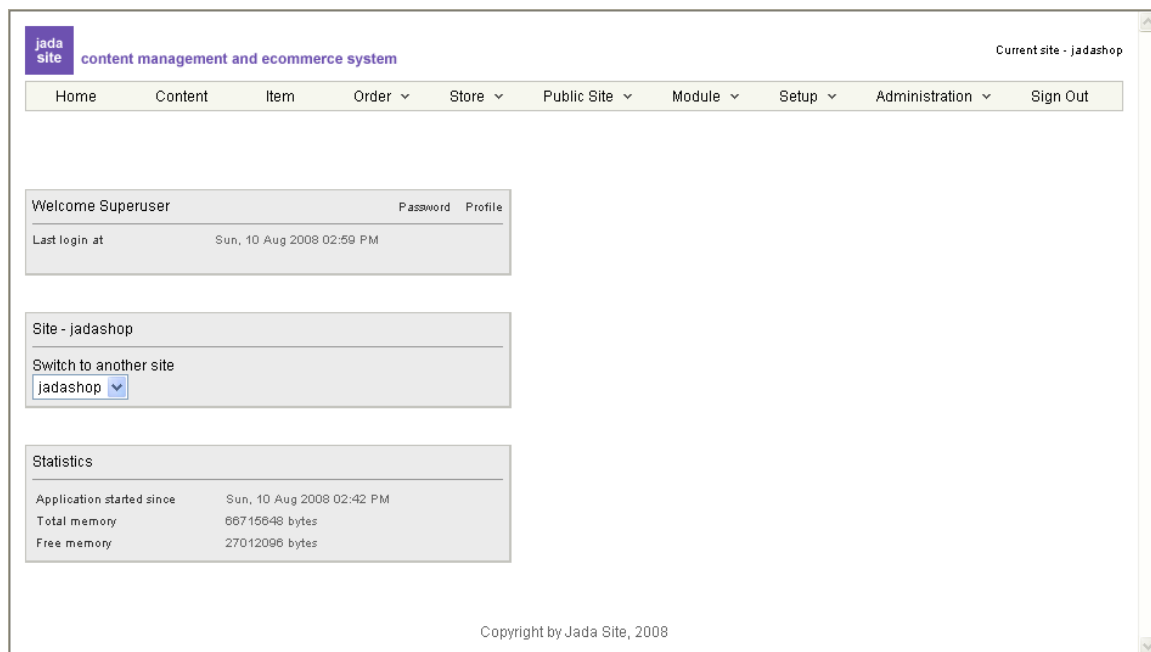 jada
site
content management and ecommerce system
Current site - jadashop
Home Content Item Order Store Public Site Module Setup Administration Sign Out
Welcome Superuser Password Profile
Last login at Sun, 10 Aug 2008 02:59 PM
Site - jadashop
Switch to another site
jadashop
Statistics
Application started since Sun, 10 Aug 2008 02:42 PM
Total memory 66715648 bytes
Free memory 27012096 bytes
Copyright by Jada Site, 2008